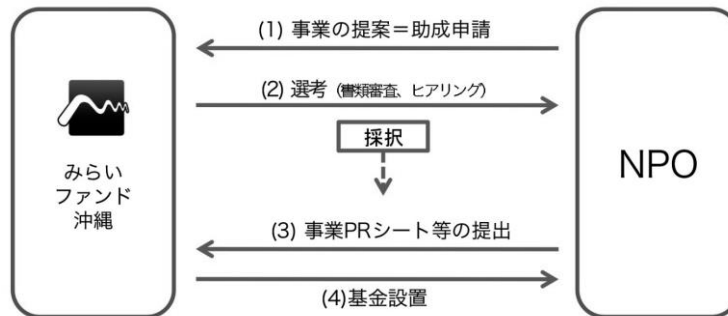 (1) 事業の提案＝助成申請
(2) 選考（書類審査、ヒアリング）
採択
みらい
ファンド
沖縄
NPO
(3) 事業PRシート等の提出
(4)基金設置